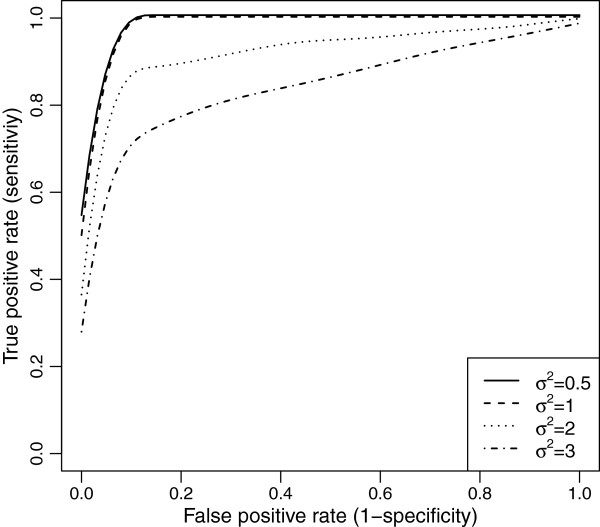 True positive rate (sensitiviy)
1.0
0.8
0.6
0.4
0.2
0.0
σ²=0.5
σ²=1
σ²=2
σ²=3
0.0 0.2 0.4 0.6 0.8 1.0
False positive rate (1−specificity)